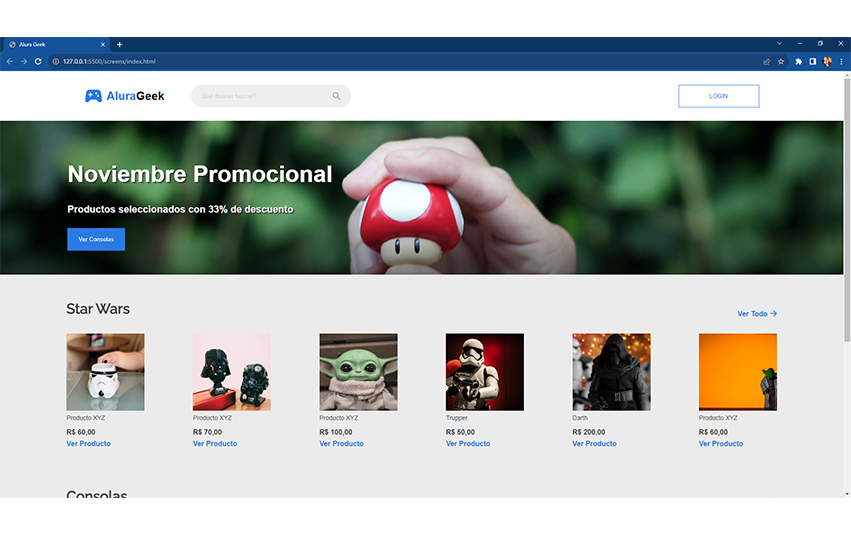 Alura Geek
127.0.0.1:5500/screens/index.html
AluraGeek
Qué deseas buscar?
LOGIN
Noviembre Promocional
Productos seleccionados con 33% de descuento
Ver Consolas
Star Wars
Ver Todo
Producto XYZ
R$ 60,00
Ver Producto
Producto XYZ
R$ 70,00
Ver Producto
Producto XYZ
R$ 100,00
Ver Producto
Trupper
R$ 50,00
Ver Producto
Darth
R$ 200,00
Ver Producto
Producto XYZ
R$ 60,00
Ver Producto
Consolas